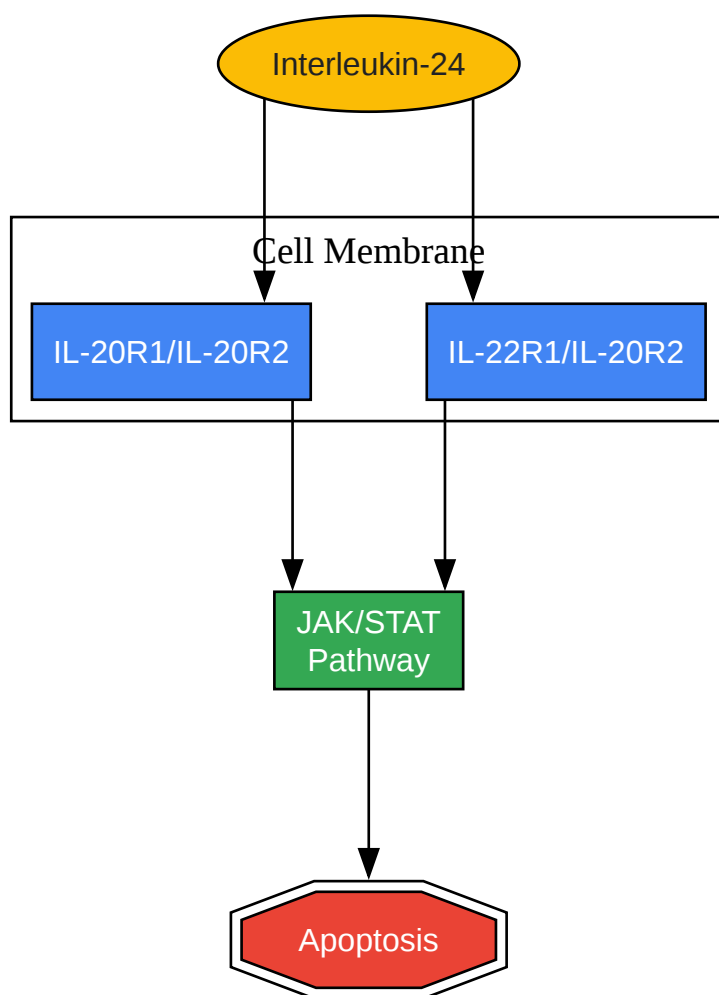 Interleukin-24
Cell Membrane
IL-20R1/IL-20R2
IL-22R1/IL-20R2
JAK/STAT
Pathway
Apoptosis